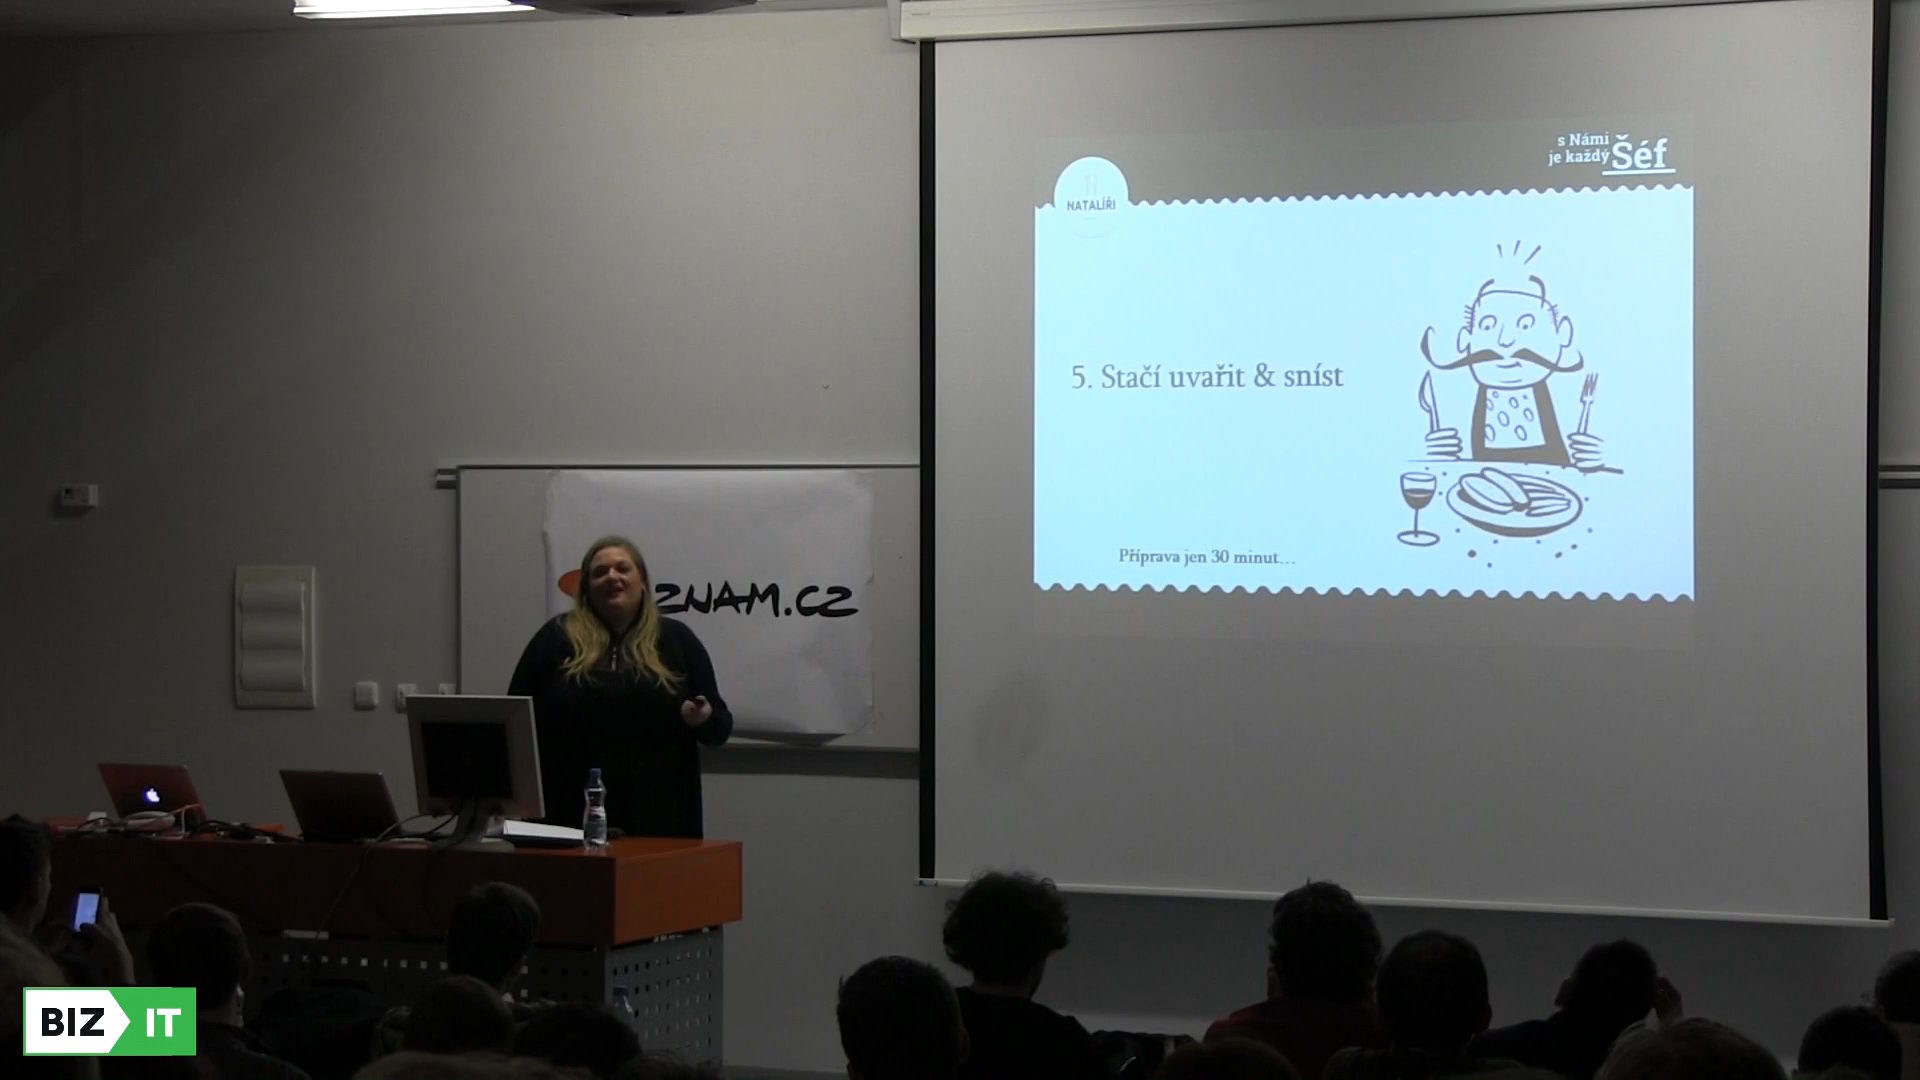 s Námi
je každý Šéf
NATALÍŘI
5. Stačí uvařit & sníst
Příprava jen 30 minut...
ZNAM.CZ
BIZ IT